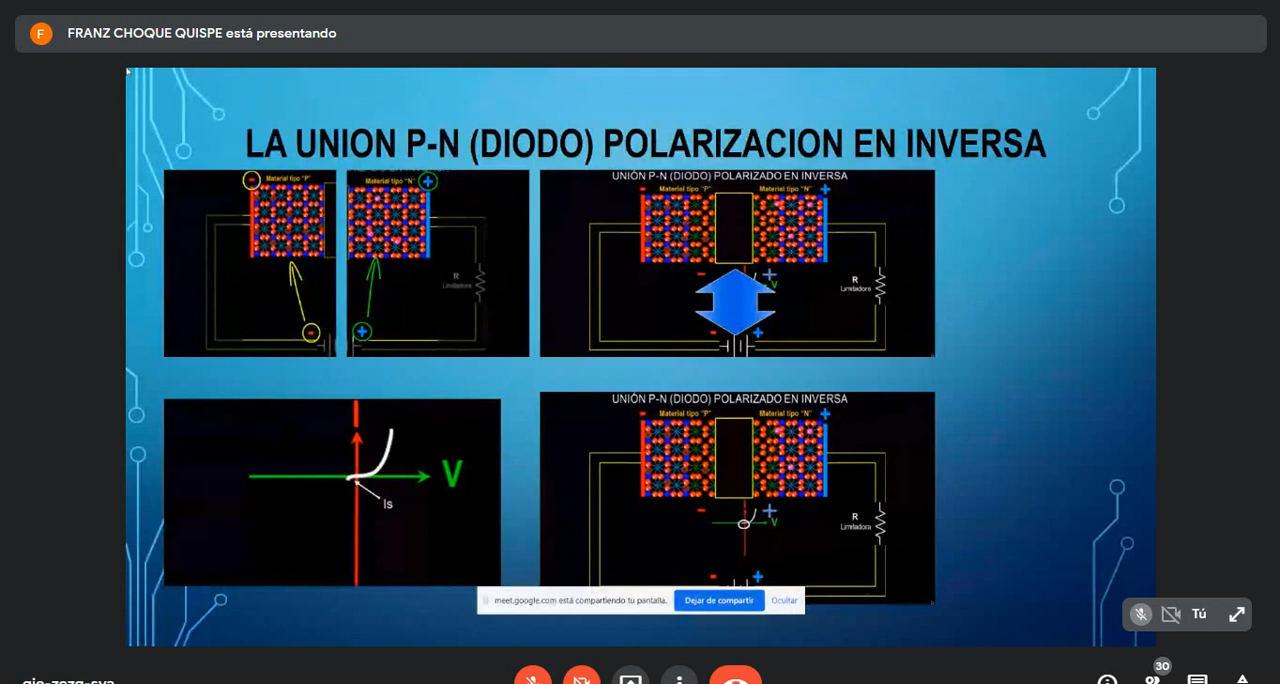 F
FRANZ CHOQUE QUISPE está presentando
LA UNION P-N (DIODO) POLARIZACION EN INVERSA
- Material tipo "P"
Material tipo "N" +
R
Limitadora
- +
UNIÓN P-N (DIODO) POLARIZADO EN INVERSA
- Material tipo "P" Material tipo "N" +
- +
V
R
Limitadora
- +
V
Is
UNIÓN P-N (DIODO) POLARIZADO EN INVERSA
- Material tipo "P" Material tipo "N" +
- +
V
R
Limitadora
- +
meet.google.com está compartiendo tu pantalla. Dejar de compartir Ocultar
Tú
30